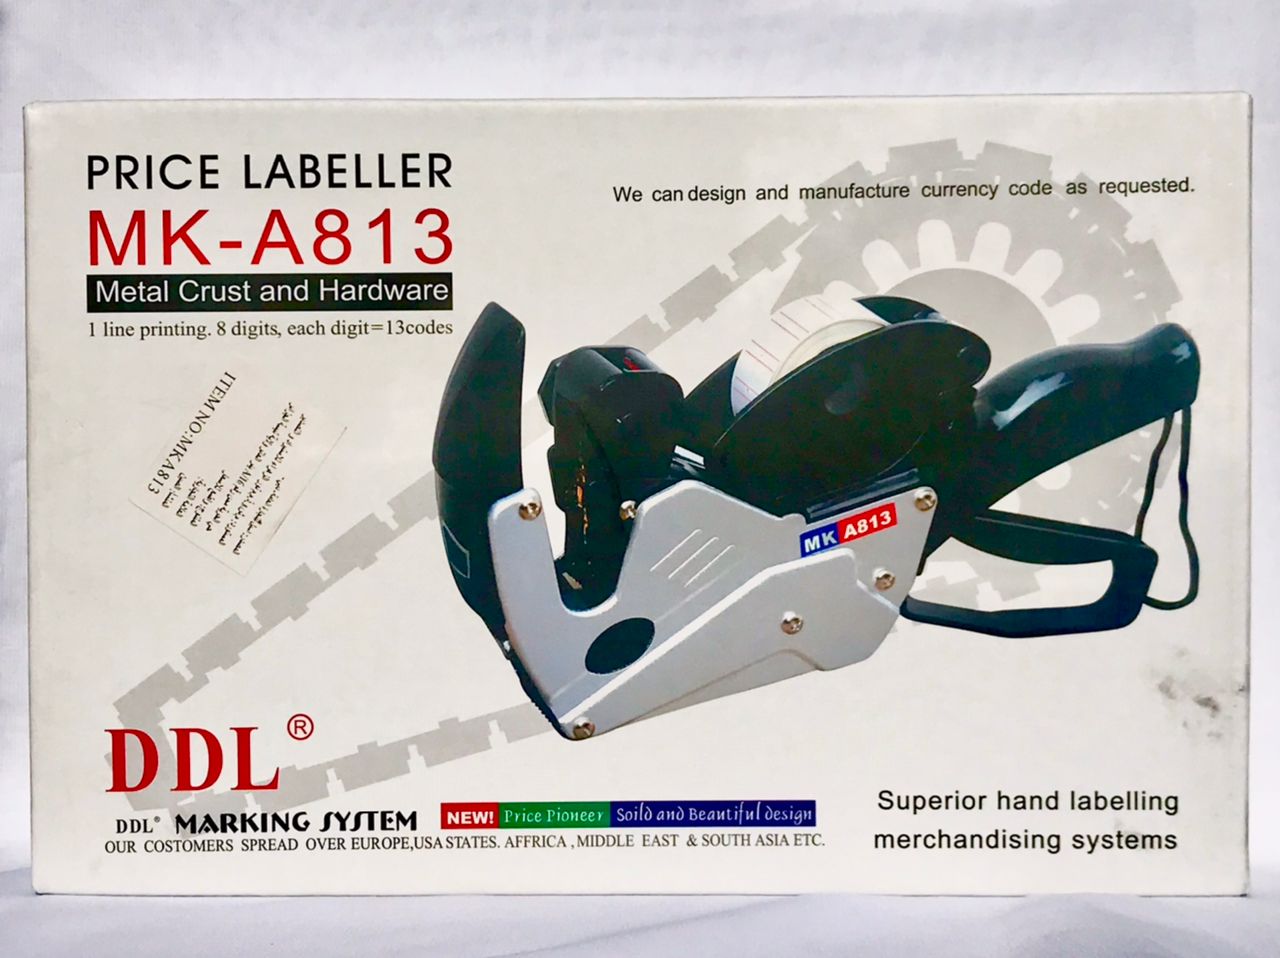 PRICE LABELLER
MK-A813
Metal Crust and Hardware
1 line printing. 8 digits, each digit=13codes
We can design and manufacture currency code as requested.
ITEM NO:MKA813
MK A813
DDL®
DDL® MARKING SYSTEM
NEW! Price Pioneer Soild and Beautiful design
OUR COSTOMERS SPREAD OVER EUROPE,USA STATES. AFFRICA , MIDDLE EAST & SOUTH ASIA ETC.
Superior hand labelling
merchandising systems